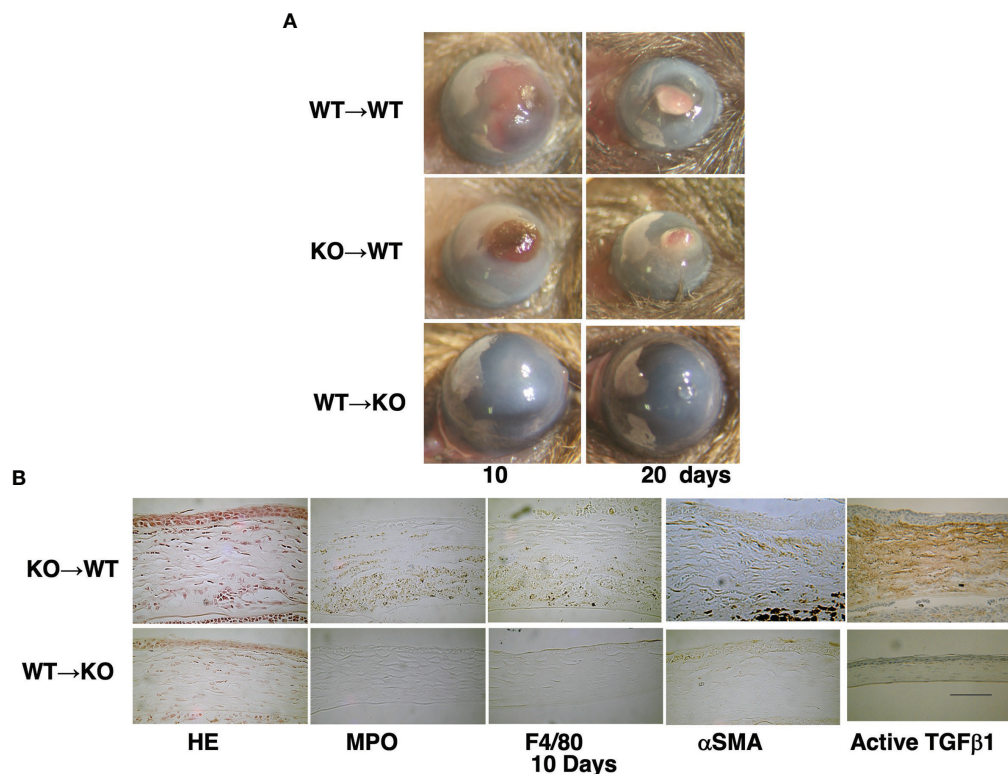 A
WT→WT
KO→WT
WT→KO
10 20 days
B
KO→WT
WT→KO
HE MPO F4/80 αSMA Active TGFβ1
10 Days